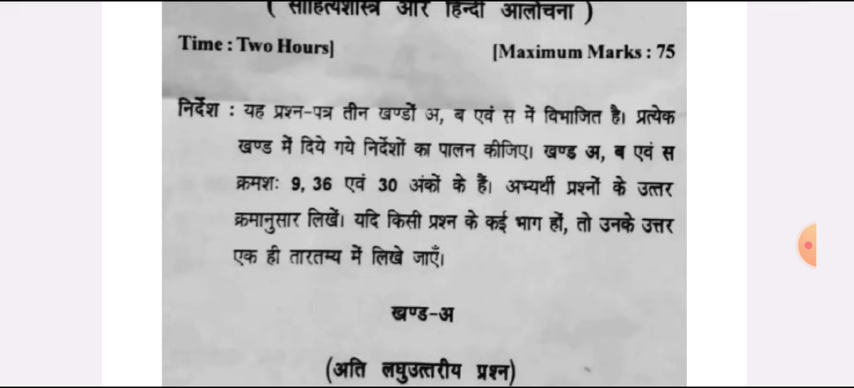 ( साहित्यशास्त्र और हिन्दी आलोचना )
Time : Two Hours] [Maximum Marks : 75
निर्देश : यह प्रश्न-पत्र तीन खण्डों अ, ब एवं स में विभाजित है। प्रत्येक
खण्ड में दिये गये निर्देशों का पालन कीजिए। खण्ड अ, ब एवं स
क्रमशः 9, 36 एवं 30 अंकों के हैं। अभ्यर्थी प्रश्नों के उत्तर
क्रमानुसार लिखें। यदि किसी प्रश्न के कई भाग हों, तो उनके उत्तर
एक ही तारतम्य में लिखे जाएँ।
खण्ड-अ
(अति लघुउत्तरीय प्रश्न)